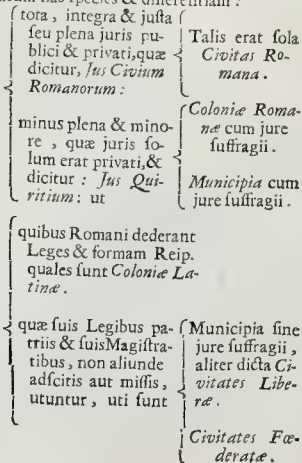 tota, integra & juſta
ſeu plena juris pu-
blici & privati, quæ
dicitur, Jus Civium
Romanorum:
Talis erat ſola
Civitas Ro-
mana.
minus plena & mino-
re, quæ juris ſo-
lum erat privati, &
dicitur: Jus Qui-
ritium: ut
Coloniæ Roma-
næ cum jure
ſuffragii.
Municipia cum
jure ſuffragii.
quibus Romani dederant
Leges & formam Reip.
quales ſunt Coloniæ La-
tinæ.
quæ ſuis Legibus pa-
triis & ſuis Magiſtra-
tibus, non aliunde
adſcitis aut miſſis,
utuntur, uti ſunt
Municipia ſine
jure ſuffragii,
aliter dicta Ci-
vitates Libe-
ræ.
Civitates Fœ-
deratæ.